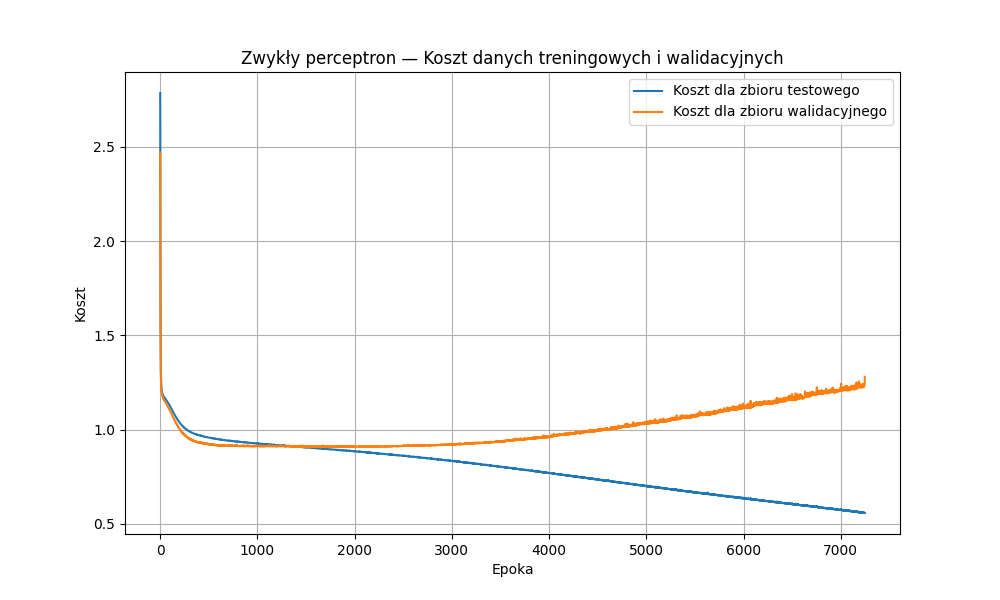 Zwykły perceptron — Koszt danych treningowych i walidacyjnych
Koszt dla zbioru testowego
Koszt dla zbioru walidacyjnego
Koszt
2.5
2.0
1.5
1.0
0.5
0 1000 2000 3000 4000 5000 6000 7000
Epoka